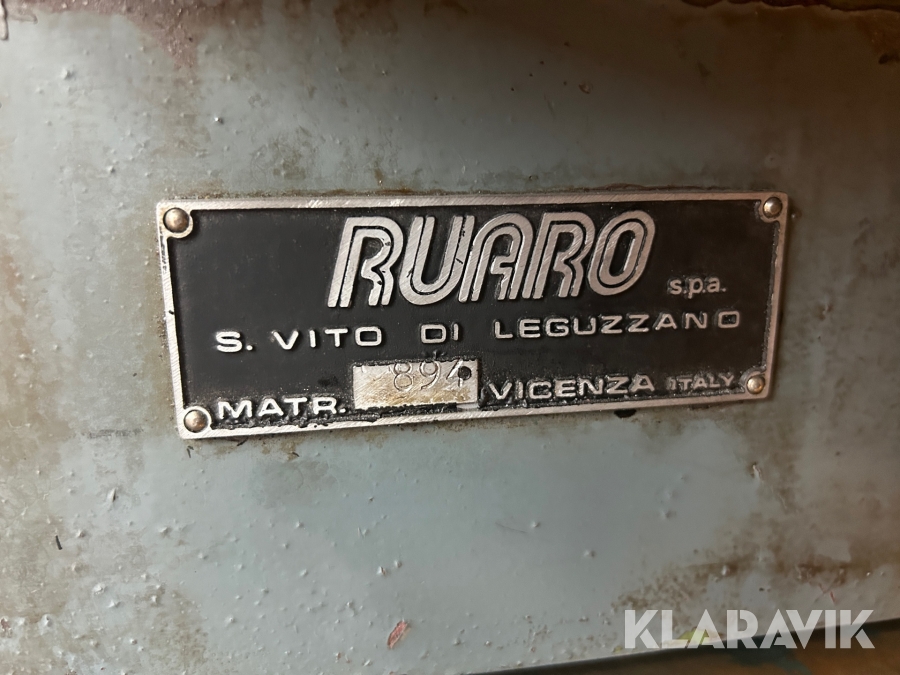 RUARO
s.p.a.
S. VITO DI LEGUZZANO
MATR. 894 VICENZA ITALY
KLARAVIK